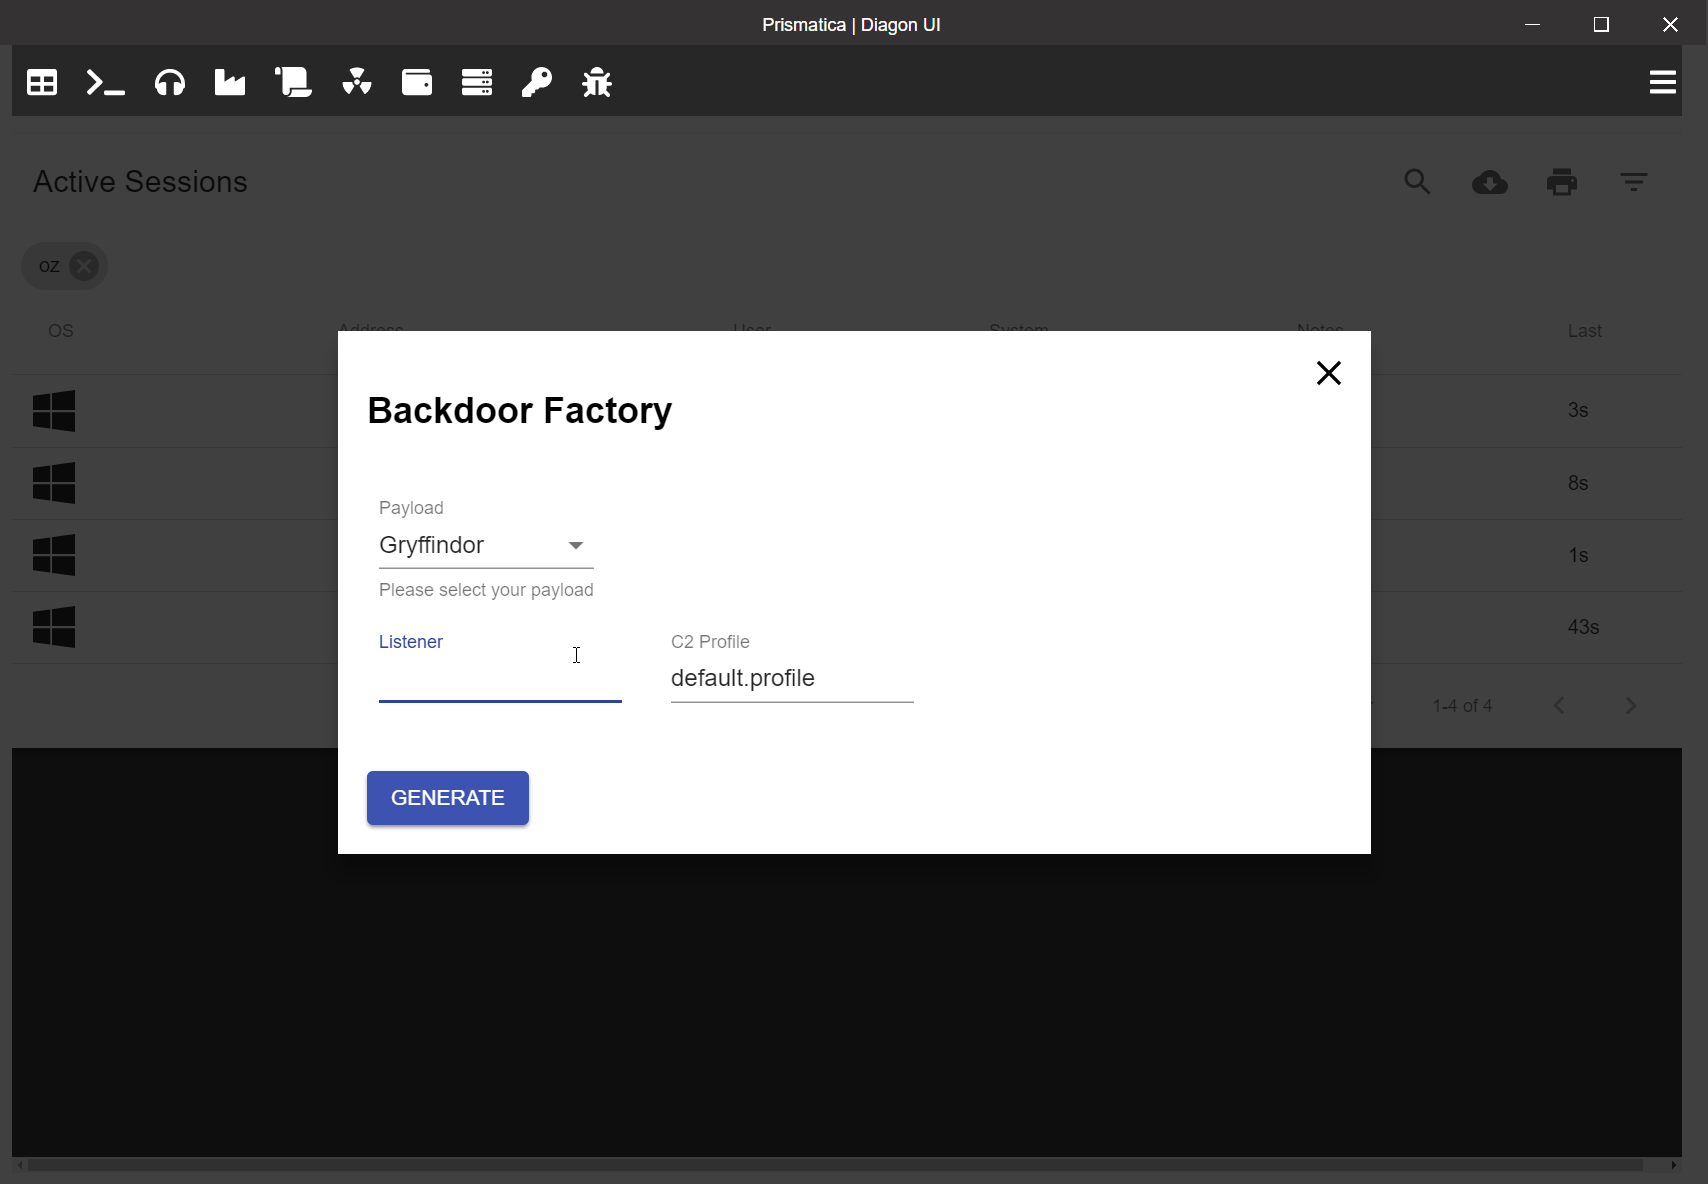 Prismatica | Diagon UI
Active Sessions
oz
OS Address User System Notes Last
3s
8s
1s
43s
1-4 of 4
Backdoor Factory
Payload
Gryffindor
Please select your payload
Listener C2 Profile
default.profile
GENERATE